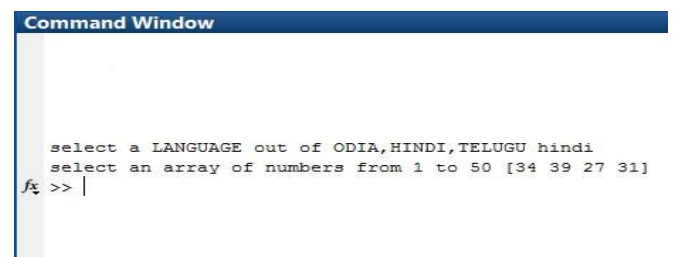 Command Window
select a LANGUAGE out of ODIA,HINDI,TELUGU hindi
select an array of numbers from 1 to 50 [34 39 27 31]
fx >>